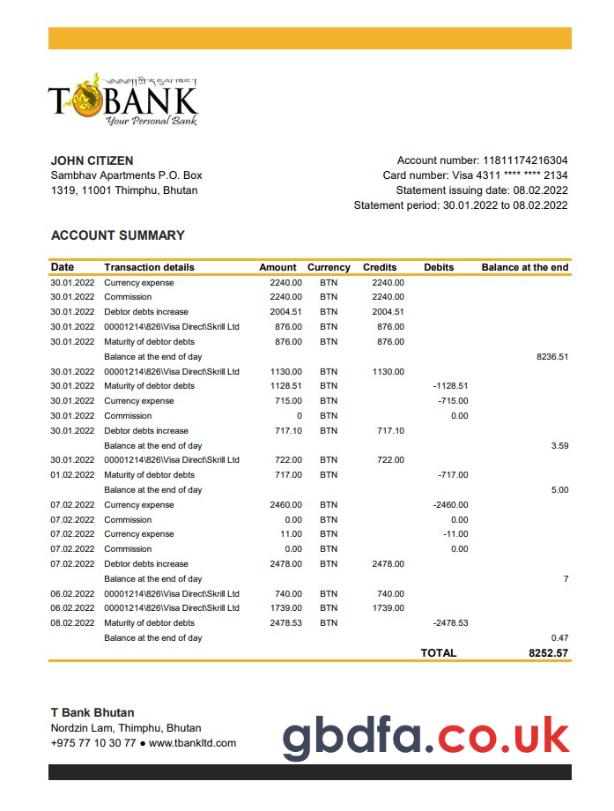 T BANK
Your Personal Bank
JOHN CITIZEN
Sambhav Apartments P.O. Box
1319, 11001 Thimphu, Bhutan
Account number: 11811174216304
Card number: Visa 4311 **** **** 2134
Statement issuing date: 08.02.2022
Statement period: 30.01.2022 to 08.02.2022
ACCOUNT SUMMARY
Date Transaction details Amount Currency Credits Debits Balance at the end
30.01.2022 Currency expense 2240.00 BTN 2240.00
30.01.2022 Commission 2240.00 BTN 2240.00
30.01.2022 Debtor debts increase 2004.51 BTN 2004.51
30.01.2022 00001214\826\Visa Direct\Skrill Ltd 876.00 BTN 876.00
30.01.2022 Maturity of debtor debts 876.00 BTN 876.00
Balance at the end of day 8236.51
30.01.2022 00001214\826\Visa Direct\Skrill Ltd 1130.00 BTN 1130.00
30.01.2022 Maturity of debtor debts 1128.51 BTN -1128.51
30.01.2022 Currency expense 715.00 BTN -715.00
30.01.2022 Commission 0 BTN 0.00
30.01.2022 Debtor debts increase 717.10 BTN 717.10
Balance at the end of day 3.59
30.01.2022 00001214\826\Visa Direct\Skrill Ltd 722.00 BTN 722.00
01.02.2022 Maturity of debtor debts 717.00 BTN -717.00
Balance at the end of day 5.00
07.02.2022 Currency expense 2460.00 BTN -2460.00
07.02.2022 Commission 0.00 BTN 0.00
07.02.2022 Currency expense 11.00 BTN -11.00
07.02.2022 Commission 0.00 BTN 0.00
07.02.2022 Debtor debts increase 2478.00 BTN 2478.00
Balance at the end of day 7
06.02.2022 00001214\826\Visa Direct\Skrill Ltd 740.00 BTN 740.00
06.02.2022 00001214\826\Visa Direct\Skrill Ltd 1739.00 BTN 1739.00
08.02.2022 Maturity of debtor debts 2478.53 BTN -2478.53
Balance at the end of day 0.47
TOTAL 8252.57
T Bank Bhutan
Nordzin Lam, Thimphu, Bhutan
+975 77 10 30 77 ● www.tbankltd.com
gbdfa.co.uk